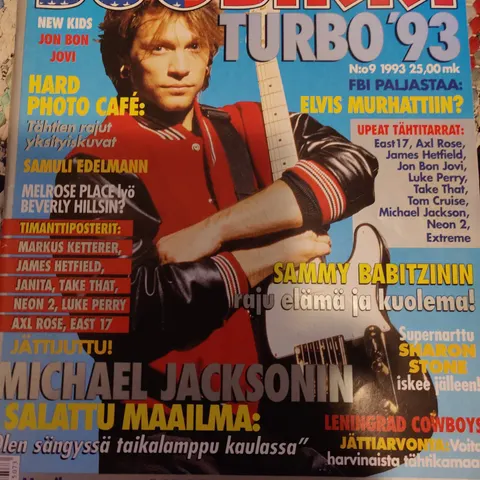 TURBO '93
NEW KIDS
JON BON
JOVI
N:o9 1993 25,00mk
FBI PALJASTAA:
ELVIS MURHATTIIN?
HARD
PHOTO CAFÉ:
Tähtien rajut
yksityiskuvat
SAMULI EDELMANN
MELROSE PLACE lyö
BEVERLY HILLSIN?
TIMANTTIPOSTERIT:
MARKUS KETTERER,
JAMES HETFIELD,
JANITA, TAKE THAT,
NEON 2, LUKE PERRY
AXL ROSE, EAST 17
UPEAT TÄHTITARRAT:
East17, Axl Rose,
James Hetfield,
Jon Bon Jovi,
Luke Perry,
Take That,
Tom Cruise,
Michael Jackson,
Neon 2,
Extreme
SAMMY BABITZININ
raju elämä ja kuolema!
Supernarttu
SHARON
STONE
iskee jälleen!
JÄTTIJUTTU!
MICHAEL JACKSONIN
SALATTU MAAILMA:
sängyssä taikalamppu kaulassa"
LENINGRAD COWBOYS
JÄTTIARVONTA: Voita
harvinaista tähtikamaa